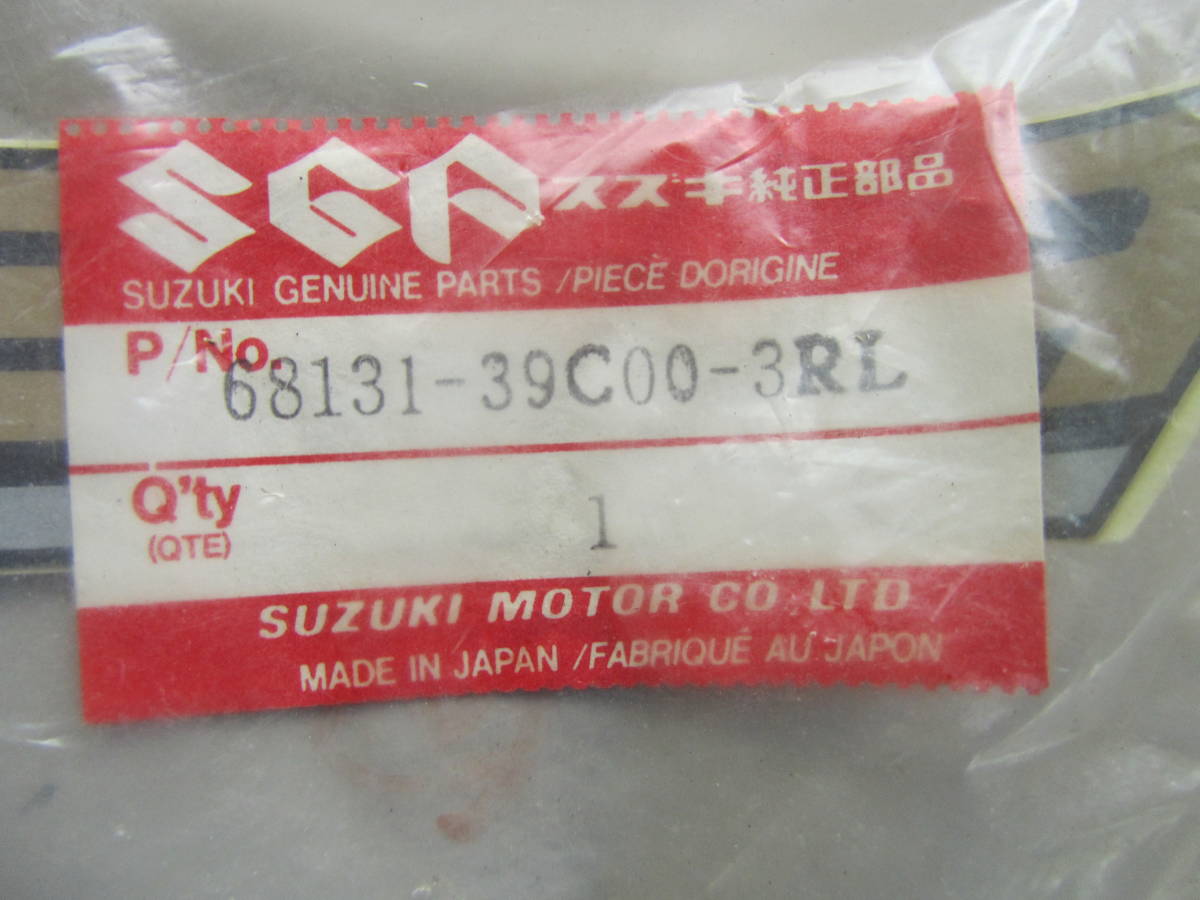 SGP スズキ純正部品
SUZUKI GENUINE PARTS /PIECÈ DORIGINE
P/No. 68131-39C00-3RL
Q'ty 1
(QTE)
SUZUKI MOTOR CO. LTD
MADE IN JAPAN /FABRIQUÉ AU JAPON